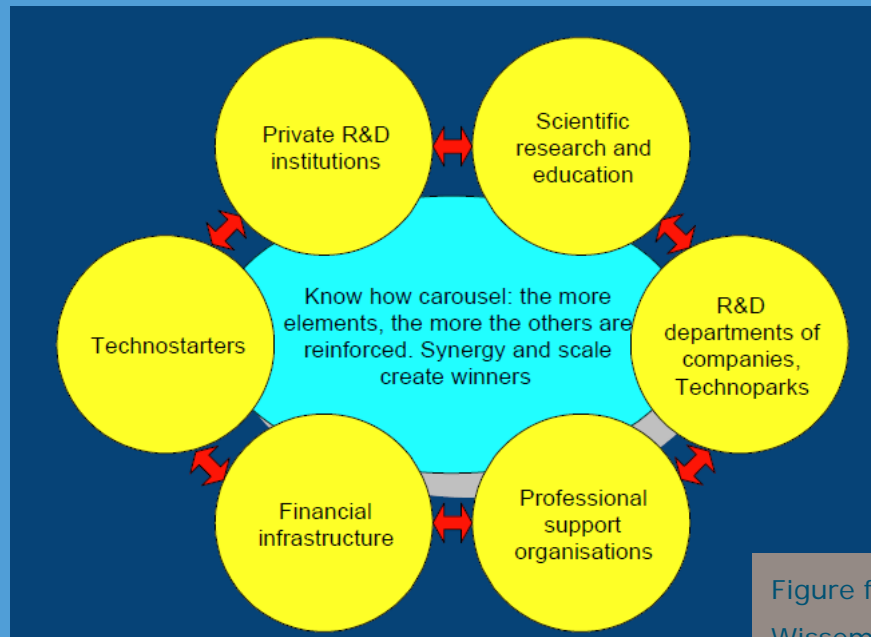 Private R&D
institutions
Scientific
research and
education
Technostarters
Know how carousel: the more
elements, the more the others are
reinforced. Synergy and scale
create winners
R&D
departments of
companies,
Technoparks
Financial
infrastructure
Professional
support
organisations
Figure